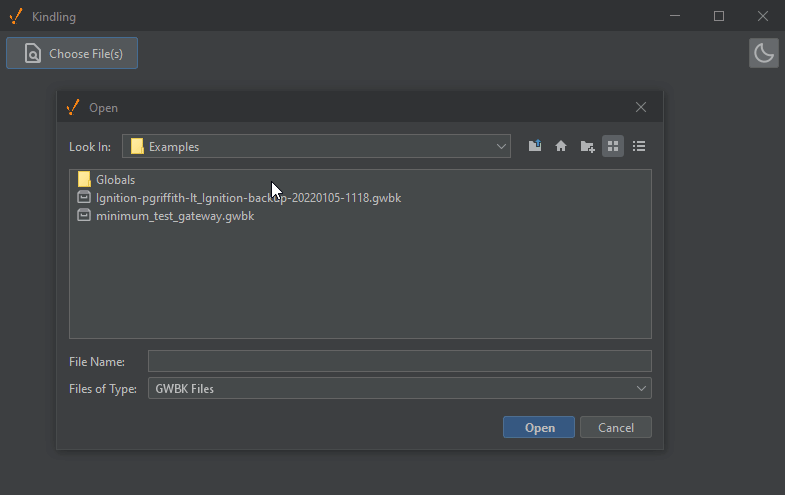 Kindling
Choose File(s)
Open
Look In:
Examples
Globals
Ignition-pgriffith-lt_Ignition-backup-20220105-1118.gwbk
minimum_test_gateway.gwbk
File Name:
Files of Type:
GWBK Files
Open
Cancel